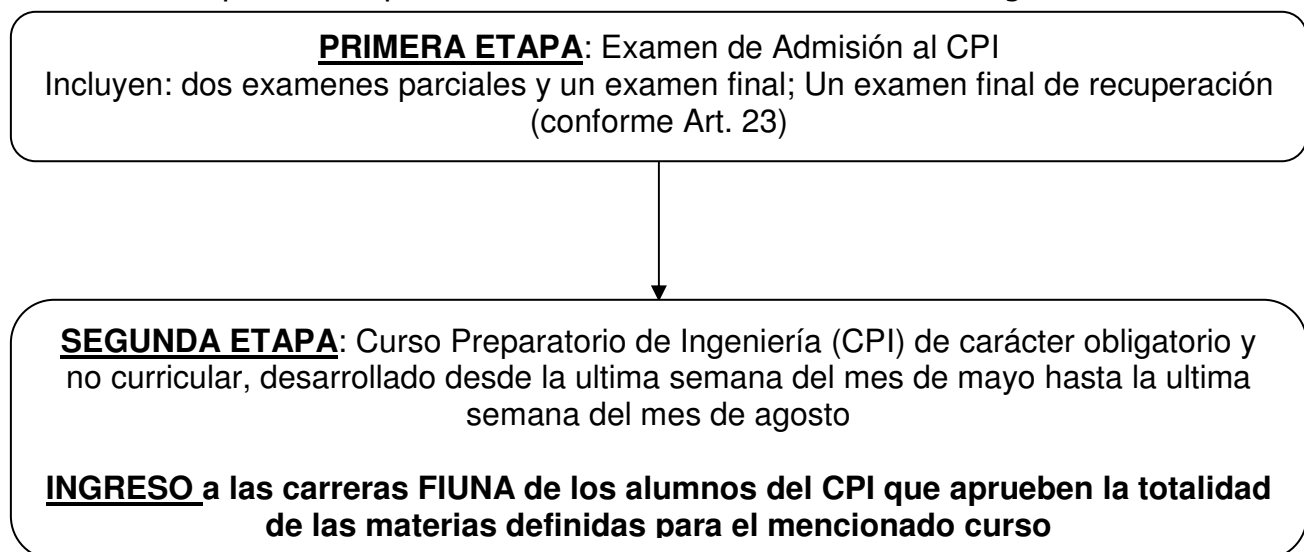 PRIMERA ETAPA: Examen de Admisión al CPI
Incluyen: dos examenes parciales y un examen final; Un examen final de recuperación
(conforme Art. 23)
SEGUNDA ETAPA: Curso Preparatorio de Ingeniería (CPI) de carácter obligatorio y
no curricular, desarrollado desde la ultima semana del mes de mayo hasta la ultima
semana del mes de agosto
INGRESO a las carreras FIUNA de los alumnos del CPI que aprueben la totalidad
de las materias definidas para el mencionado curso